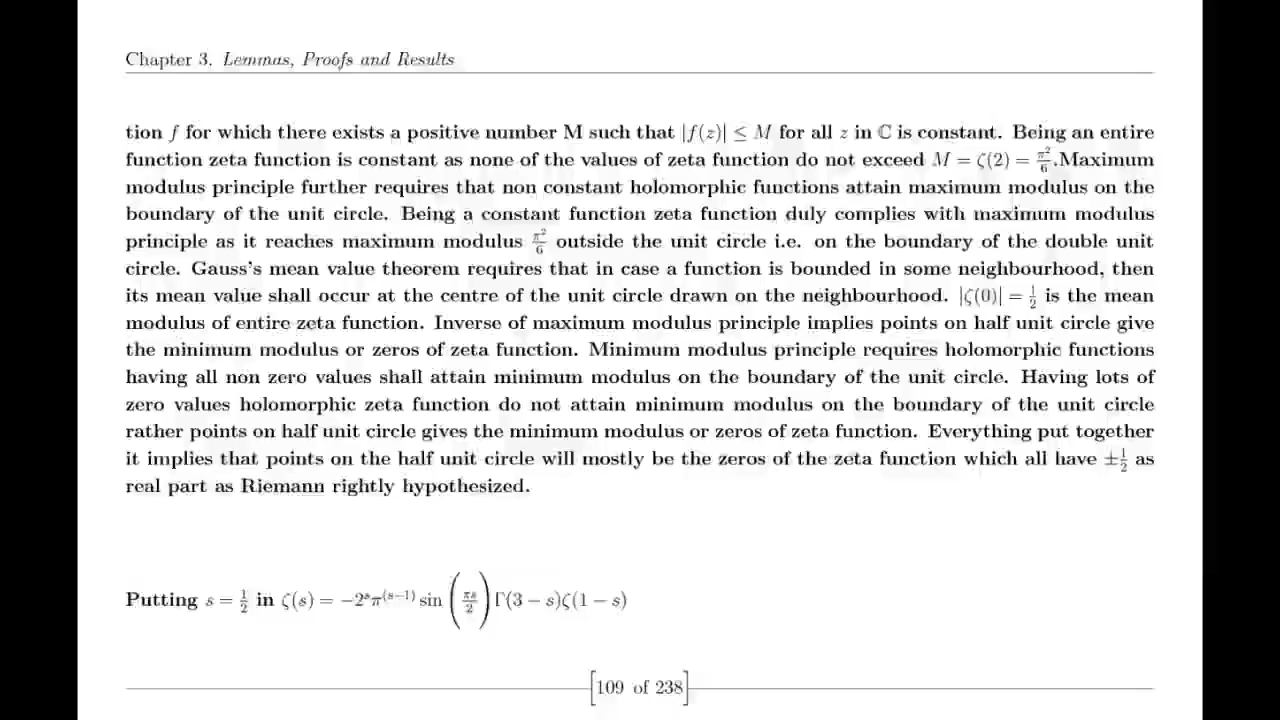 Chapter 3. Lemmas, Proofs and Results
tion f for which there exists a positive number M such that |f(z)| ≤ M for all z in ℂ is constant. Being an entire
function zeta function is constant as none of the values of zeta function do not exceed M = ζ(2) = π²/6.Maximum
modulus principle further requires that non constant holomorphic functions attain maximum modulus on the
boundary of the unit circle. Being a constant function zeta function duly complies with maximum modulus
principle as it reaches maximum modulus π²/6 outside the unit circle i.e. on the boundary of the double unit
circle. Gauss's mean value theorem requires that in case a function is bounded in some neighbourhood, then
its mean value shall occur at the centre of the unit circle drawn on the neighbourhood. |ζ(0)| = 1/2 is the mean
modulus of entire zeta function. Inverse of maximum modulus principle implies points on half unit circle give
the minimum modulus or zeros of zeta function. Minimum modulus principle requires holomorphic functions
having all non zero values shall attain minimum modulus on the boundary of the unit circle. Having lots of
zero values holomorphic zeta function do not attain minimum modulus on the boundary of the unit circle
rather points on half unit circle gives the minimum modulus or zeros of zeta function. Everything put together
it implies that points on the half unit circle will mostly be the zeros of the zeta function which all have ±1/2 as
real part as Riemann rightly hypothesized.
Putting s = 1/2 in ζ(s) = −2^s π^(s−1) sin(πs/2) Γ(3 − s)ζ(1 − s)
[109 of 238]